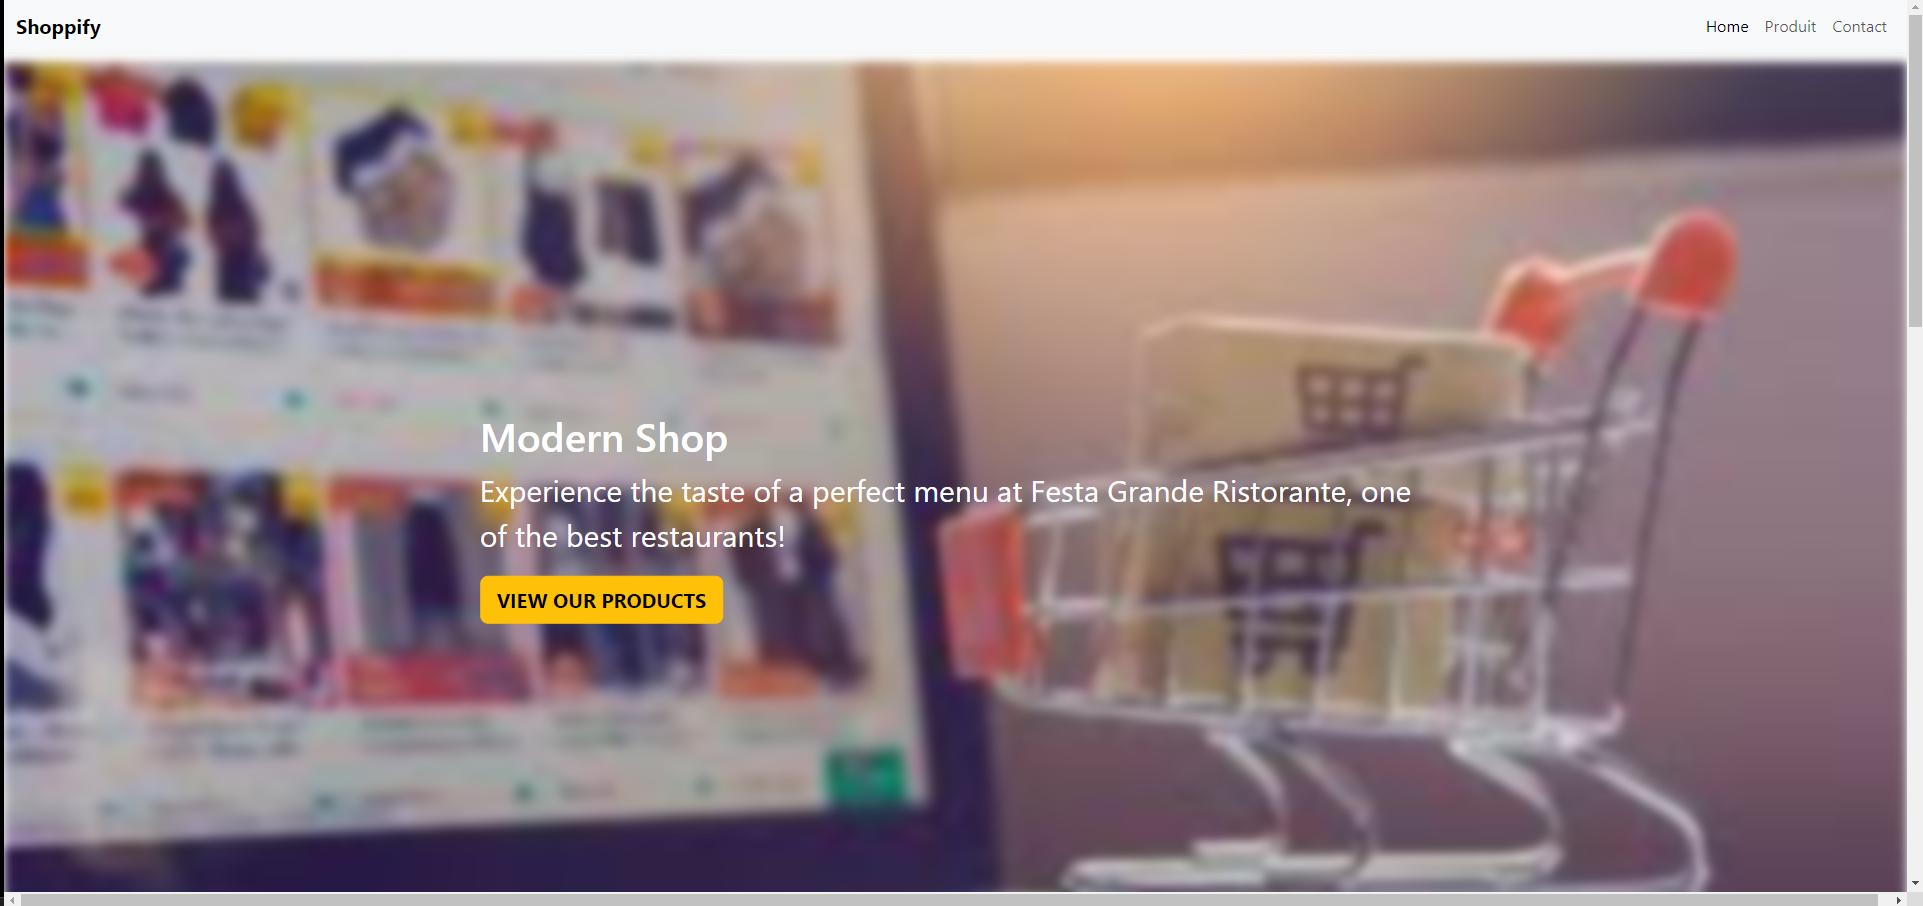 Shoppify
Home Produit Contact
Modern Shop
Experience the taste of a perfect menu at Festa Grande Ristorante, one
of the best restaurants!
VIEW OUR PRODUCTS